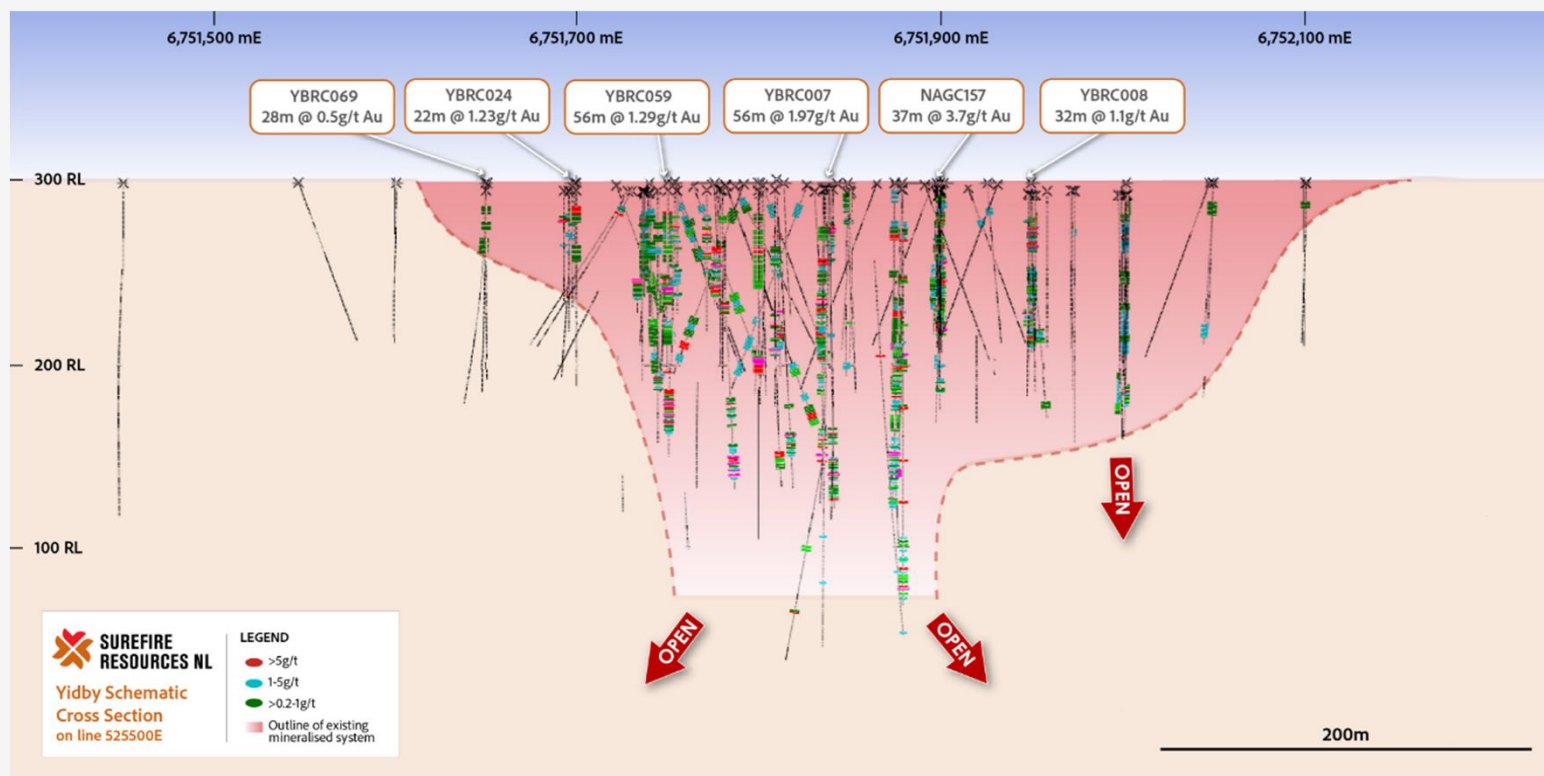 6,751,500 mE
6,751,700 mE
6,751,900 mE
6,752,100 mE
YBRC069
28m @ 0.5g/t Au
YBRC024
22m @ 1.23g/t Au
YBRC059
56m @ 1.29g/t Au
YBRC007
56m @ 1.97g/t Au
NAGC157
37m @ 3.7g/t Au
YBRC008
32m @ 1.1g/t Au
300 RL
200 RL
100 RL
OPEN
OPEN
OPEN
SUREFIRE
RESOURCES NL
Yidby Schematic
Cross Section
on line 525500E
LEGEND
>5g/t
1-5g/t
>0.2-1g/t
Outline of existing
mineralised system
200m